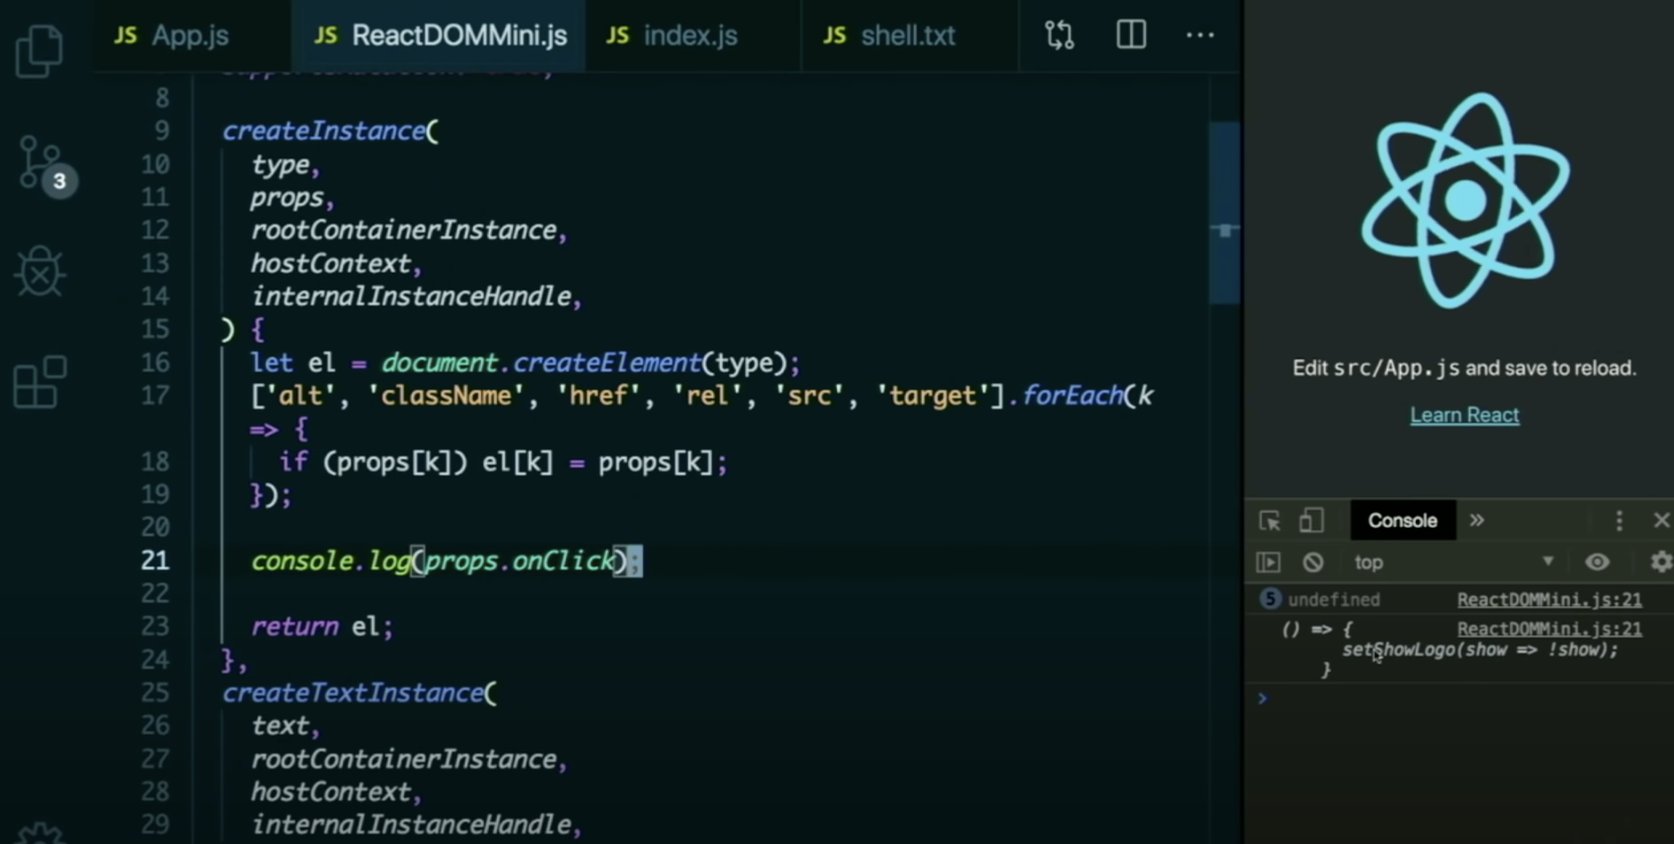 JS App.js
JS ReactDOMMini.js
JS index.js
JS shell.txt
3
8
9 createInstance(
10 type,
11 props,
12 rootContainerInstance,
13 hostContext,
14 internalInstanceHandle,
15 ) {
16 let el = document.createElement(type);
17 ['alt', 'className', 'href', 'rel', 'src', 'target'].forEach(k
=> {
18 if (props[k]) el[k] = props[k];
19 });
20
21 console.log(props.onClick);
22
23 return el;
24 },
25 createTextInstance(
26 text,
27 rootContainerInstance,
28 hostContext,
29 internalInstanceHandle,
Edit src/App.js and save to reload.
Learn React
Console
top
5 undefined ReactDOMMini.js:21
() => { ReactDOMMini.js:21
setShowLogo(show => !show);
}